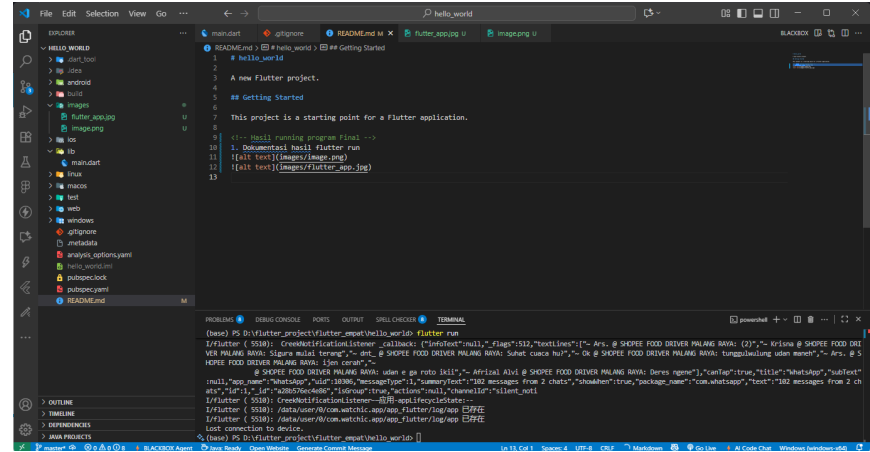 File Edit Selection View Go ···
hello_world
EXPLORER ···
HELLO_WORLD
.dart_tool
.idea
android
build
images
flutter_app.jpg U
image.png U
ios
lib
main.dart
linux
macos
test
web
windows
.gitignore
.metadata
analysis_options.yaml
hello_world.iml
pubspec.lock
pubspec.yaml
README.md M
OUTLINE
TIMELINE
DEPENDENCIES
JAVA PROJECTS
main.dart
.gitignore
README.md M
flutter_app.jpg U
image.png U
BLACKBOX
README.md > # hello_world > ## Getting Started
1 # hello_world
2
3 A new Flutter project.
4
5 ## Getting Started
6
7 This project is a starting point for a Flutter application.
8
9 <!-- Hasil running program Final -->
10 1. Dokumentasi hasil flutter run
11 ![alt text](images/image.png)
12 ![alt text](images/flutter_app.jpg)
13
PROBLEMS DEBUG CONSOLE PORTS OUTPUT SPELL CHECKER TERMINAL
powershell
(base) PS D:\flutter_project\flutter_empat\hello_world> flutter run
I/flutter ( 5510): CreekNotificationListener _callback: {"infoText":null,"_flags":512,"textLines":["~ Ars. @ SHOPEE FOOD DRIVER MALANG RAYA: (2)","~ Krisna @ SHOPEE FOOD DRI
VER MALANG RAYA: Sigura mulai terang","~ dnt_ @ SHOPEE FOOD DRIVER MALANG RAYA: Suhat cuaca hu?","~ Ok @ SHOPEE FOOD DRIVER MALANG RAYA: tunggulwulung udan maneh","~ Ars. @ S
HOPEE FOOD DRIVER MALANG RAYA: ijen cerah","~
@ SHOPEE FOOD DRIVER MALANG RAYA: udan e ga roto ikii","~ Afrizal Alvi @ SHOPEE FOOD DRIVER MALANG RAYA: Deres ngene"],"canTap":true,"title":"WhatsApp","subText"
:null,"app_name":"WhatsApp","uid":10306,"messageType":1,"summaryText":"102 messages from 2 chats","showWhen":true,"package_name":"com.whatsapp","text":"102 messages from 2 ch
ats","id":1,"_id":"a28b576ec4e86","isGroup":true,"actions":null,"channelId":"silent_noti
I/flutter ( 5510): CreekNotificationListener——应用-appLifecycleState:--
I/flutter ( 5510): /data/user/0/com.watchic.app/app_flutter/log/app 已存在
I/flutter ( 5510): /data/user/0/com.watchic.app/app_flutter/log/app 已存在
Lost connection to device.
(base) PS D:\flutter_project\flutter_empat\hello_world>
master* 0 0 8 BLACKBOX Agent Java: Ready Open Website Generate Commit Message Ln 13, Col 1 Spaces: 4 UTF-8 CRLF Markdown Go Live AI Code Chat Windows (windows-x64)